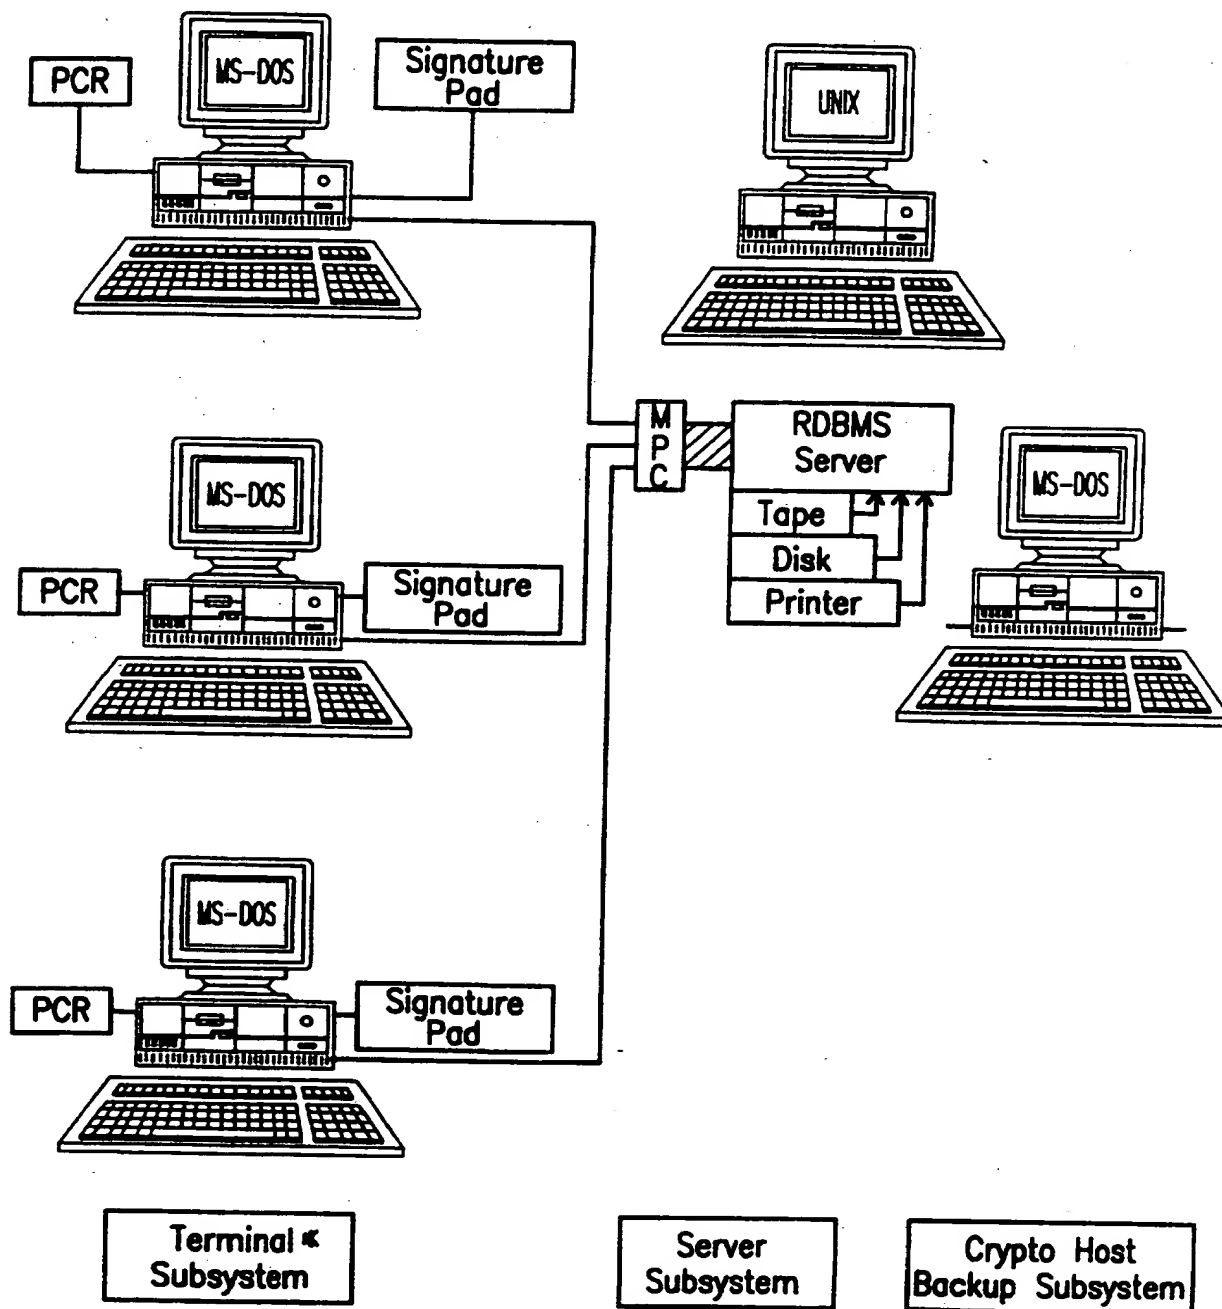 PCR
MS-DOS
Signature
Pad
UNIX
M
P
C
RDBMS
Server
Tape
Disk
Printer
MS-DOS
PCR
MS-DOS
Signature
Pad
PCR
MS-DOS
Signature
Pad
Terminal *
Subsystem
Server
Subsystem
Crypto Host
Backup Subsystem